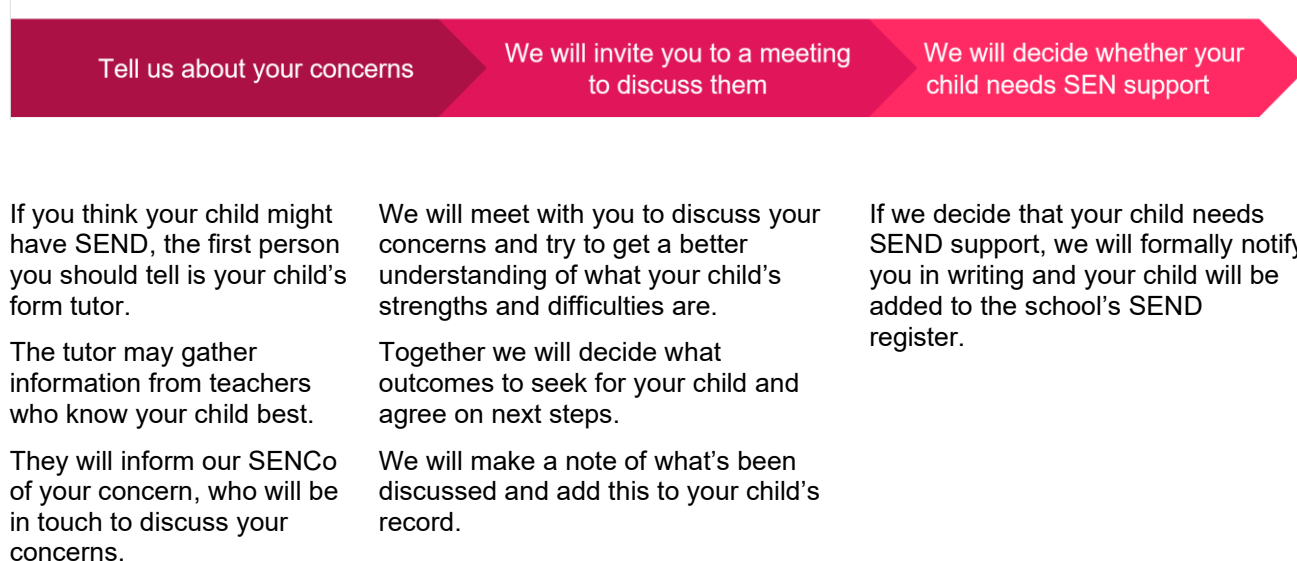 Tell us about your concerns
We will invite you to a meeting
to discuss them
We will decide whether your
child needs SEN support
If you think your child might
have SEND, the first person
you should tell is your child’s
form tutor.
The tutor may gather
information from teachers
who know your child best.
They will inform our SENCo
of your concern, who will be
in touch to discuss your
concerns.
We will meet with you to discuss your
concerns and try to get a better
understanding of what your child’s
strengths and difficulties are.
Together we will decide what
outcomes to seek for your child and
agree on next steps.
We will make a note of what’s been
discussed and add this to your child’s
record.
If we decide that your child needs
SEND support, we will formally notify
you in writing and your child will be
added to the school’s SEND
register.